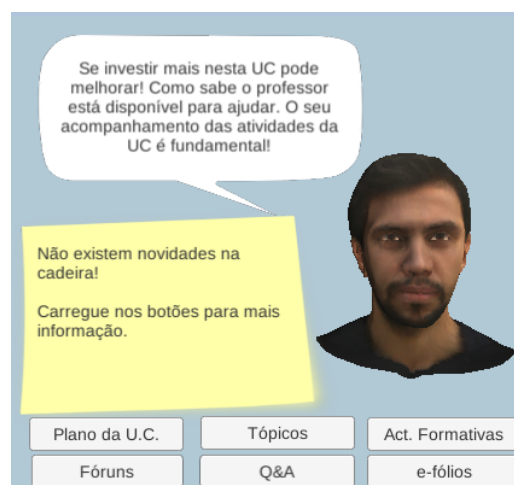 Se investir mais nesta UC pode
melhorar! Como sabe o professor
está disponível para ajudar. O seu
acompanhamento das atividades da
UC é fundamental!
Não existem novidades na
cadeira!
Carregue nos botões para mais
informação.
Plano da U.C.
Tópicos
Act. Formativas
Fóruns
Q&A
e-fólios